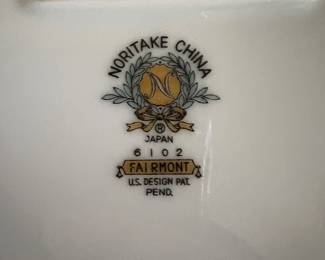 NORITAKE CHINA
N
®
JAPAN
6102
FAIRMONT
U.S. DESIGN PAT.
PEND.